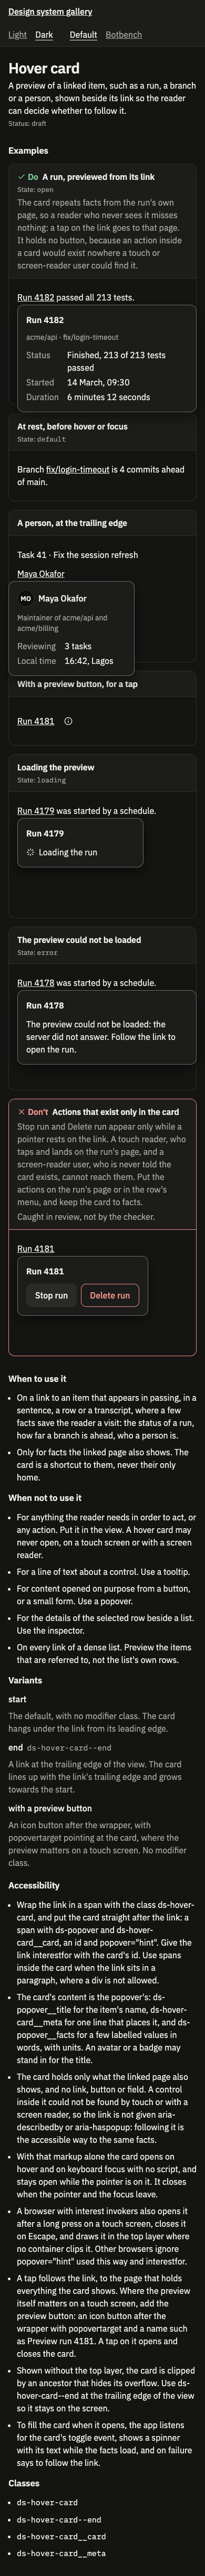 Design system gallery
Light Dark Default Botbench
Hover card
A preview of a linked item, such as a run, a branch
or a person, shown beside its link so the reader
can decide whether to follow it.
Status: draft
Examples
Do A run, previewed from its link
State: open
The card repeats facts from the run's own
page, so a reader who never sees it misses
nothing: a tap on the link goes to that page.
It holds no button, because an action inside
a card would exist nowhere a touch or
screen-reader user could find it.
Run 4182 passed all 213 tests.
Run 4182
acme/api · fix/login-timeout
Status Finished, 213 of 213 tests
passed
Started 14 March, 09:30
Duration 6 minutes 12 seconds
At rest, before hover or focus
State: default
Branch fix/login-timeout is 4 commits ahead
of main.
A person, at the trailing edge
Task 41 · Fix the session refresh
Maya Okafor
MO Maya Okafor
Maintainer of acme/api and
acme/billing
Reviewing 3 tasks
Local time 16:42, Lagos
With a preview button, for a tap
Run 4181
Loading the preview
State: loading
Run 4179 was started by a schedule.
Run 4179
Loading the run
The preview could not be loaded
State: error
Run 4178 was started by a schedule.
Run 4178
The preview could not be loaded: the
server did not answer. Follow the link to
open the run.
Don't Actions that exist only in the card
Stop run and Delete run appear only while a
pointer rests on the link. A touch reader, who
taps and lands on the run's page, and a
screen-reader user, who is never told the
card exists, cannot reach them. Put the
actions on the run's page or in the row's
menu, and keep the card to facts.
Caught in review, not by the checker.
Run 4181
Run 4181
Stop run Delete run
When to use it
• On a link to an item that appears in passing, in a
sentence, a row or a transcript, where a few
facts save the reader a visit: the status of a run,
how far a branch is ahead, who a person is.
• Only for facts the linked page also shows. The
card is a shortcut to them, never their only
home.
When not to use it
• For anything the reader needs in order to act, or
any action. Put it in the view. A hover card may
never open, on a touch screen or with a screen
reader.
• For a line of text about a control. Use a tooltip.
• For content opened on purpose from a button,
or a small form. Use a popover.
• For the details of the selected row beside a list.
Use the inspector.
• On every link of a dense list. Preview the items
that are referred to, not the list's own rows.
Variants
start
The default, with no modifier class. The card
hangs under the link from its leading edge.
end ds-hover-card--end
A link at the trailing edge of the view. The card
lines up with the link's trailing edge and grows
towards the start.
with a preview button
An icon button after the wrapper, with
popovertarget pointing at the card, where the
preview matters on a touch screen. No modifier
class.
Accessibility
• Wrap the link in a span with the class ds-hover-
card, and put the card straight after the link: a
span with ds-popover and ds-hover-
card__card, an id and popover="hint". Give the
link interestfor with the card's id. Use spans
inside the card when the link sits in a
paragraph, where a div is not allowed.
• The card's content is the popover's: ds-
popover__title for the item's name, ds-hover-
card__meta for one line that places it, and ds-
popover__facts for a few labelled values in
words, with units. An avatar or a badge may
stand in for the title.
• The card holds only what the linked page also
shows, and no link, button or field. A control
inside it could not be found by touch or with a
screen reader, so the link is not given aria-
describedby or aria-haspopup: following it is
the accessible way to the same facts.
• With that markup alone the card opens on
hover and on keyboard focus with no script, and
stays open while the pointer is on it. It closes
when the pointer and the focus leave.
• A browser with interest invokers also opens it
after a long press on a touch screen, closes it
on Escape, and draws it in the top layer where
no container clips it. Other browsers ignore
popover="hint" used this way and interestfor.
• A tap follows the link, to the page that holds
everything the card shows. Where the preview
itself matters on a touch screen, add the
preview button: an icon button after the
wrapper with popovertarget and a name such
as Preview run 4181. A tap on it opens and
closes the card.
• Shown without the top layer, the card is clipped
by an ancestor that hides its overflow. Use ds-
hover-card--end at the trailing edge of the view
so it stays on the screen.
• To fill the card when it opens, the app listens
for the card's toggle event, shows a spinner
with its text while the facts load, and on failure
says to follow the link.
Classes
• ds-hover-card
• ds-hover-card--end
• ds-hover-card__card
• ds-hover-card__meta